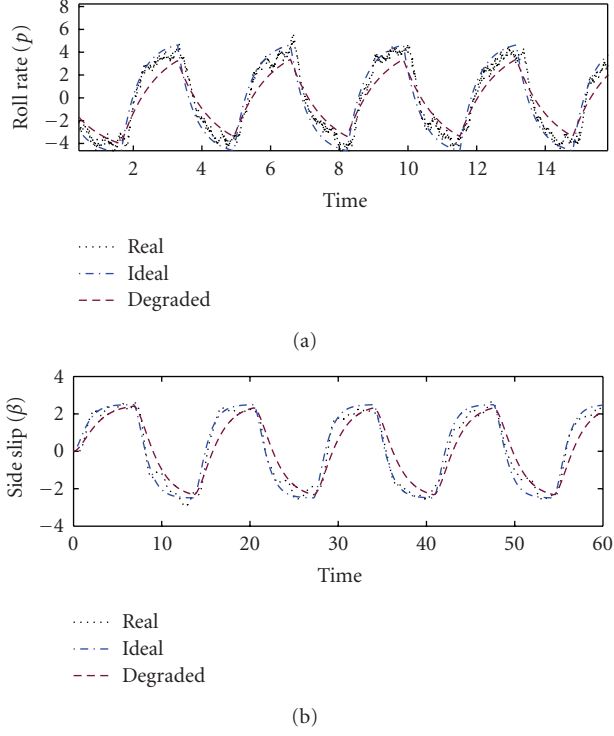 8
6
4
2
0
−2
−4
Roll rate (p)
2 4 6 8 10 12 14
Time
Real
Ideal
Degraded
(a)
4
2
0
−2
−4
Side slip (β)
0 10 20 30 40 50 60
Time
Real
Ideal
Degraded
(b)